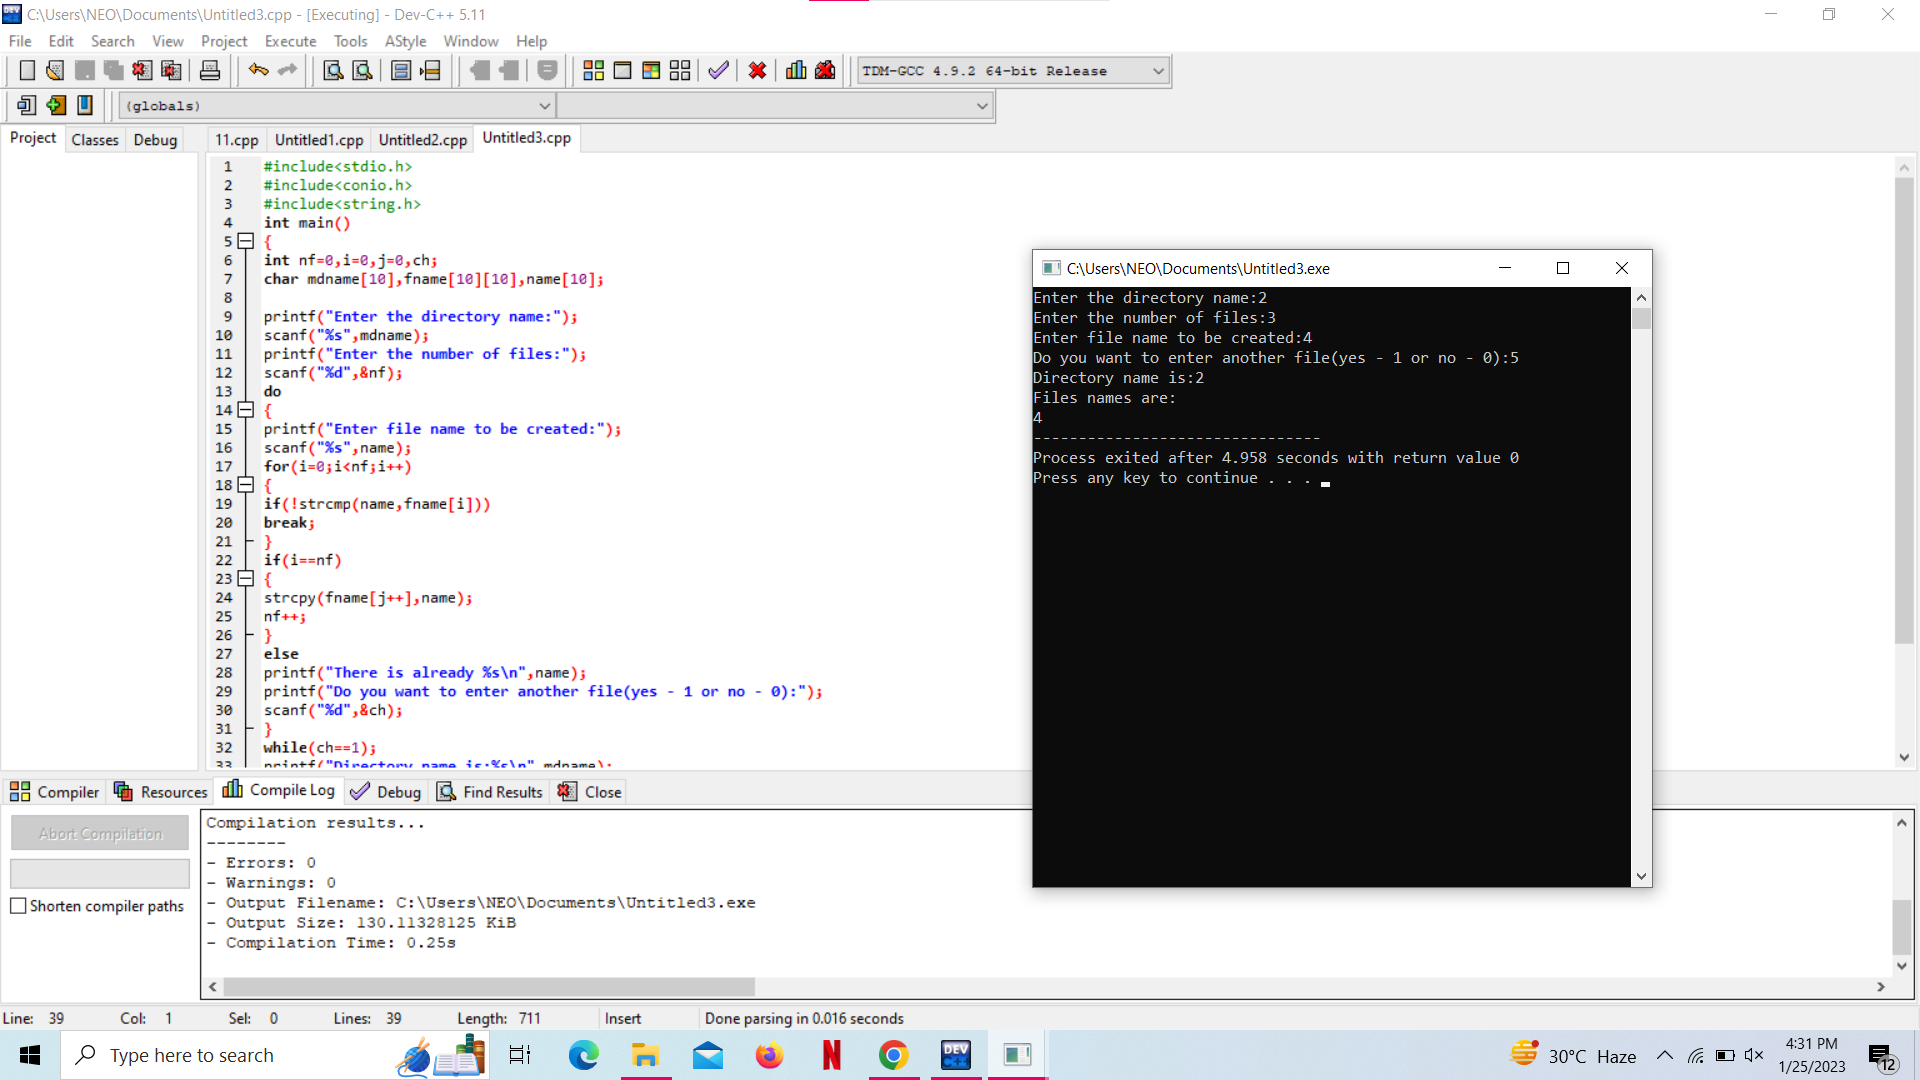 C:\Users\NEO\Documents\Untitled3.cpp - [Executing] - Dev-C++ 5.11
File Edit Search View Project Execute Tools AStyle Window Help
TDM-GCC 4.9.2 64-bit Release
(globals)
Project Classes Debug 11.cpp Untitled1.cpp Untitled2.cpp Untitled3.cpp
1 #include<stdio.h>
2 #include<conio.h>
3 #include<string.h>
4 int main()
5 {
6 int nf=0,i=0,j=0,ch;
7 char mdname[10],fname[10][10],name[10];
8
9 printf("Enter the directory name:");
10 scanf("%s",mdname);
11 printf("Enter the number of files:");
12 scanf("%d",&nf);
13 do
14 {
15 printf("Enter file name to be created:");
16 scanf("%s",name);
17 for(i=0;i<nf;i++)
18 {
19 if(!strcmp(name,fname[i]))
20 break;
21 }
22 if(i==nf)
23 {
24 strcpy(fname[j++],name);
25 nf++;
26 }
27 else
28 printf("There is already %s\n",name);
29 printf("Do you want to enter another file(yes - 1 or no - 0):");
30 scanf("%d",&ch);
31 }
32 while(ch==1);
33 printf("Directory name is:%s\n",mdname);
C:\Users\NEO\Documents\Untitled3.exe
Enter the directory name:2
Enter the number of files:3
Enter file name to be created:4
Do you want to enter another file(yes - 1 or no - 0):5
Directory name is:2
Files names are:
4
--------------------------------
Process exited after 4.958 seconds with return value 0
Press any key to continue . . .
Compiler Resources Compile Log Debug Find Results Close
Abort Compilation
Shorten compiler paths
Compilation results...
--------
- Errors: 0
- Warnings: 0
- Output Filename: C:\Users\NEO\Documents\Untitled3.exe
- Output Size: 130.11328125 KiB
- Compilation Time: 0.25s
Line: 39 Col: 1 Sel: 0 Lines: 39 Length: 711 Insert Done parsing in 0.016 seconds
Type here to search
DEV C++
30°C Haze
4:31 PM
1/25/2023
12